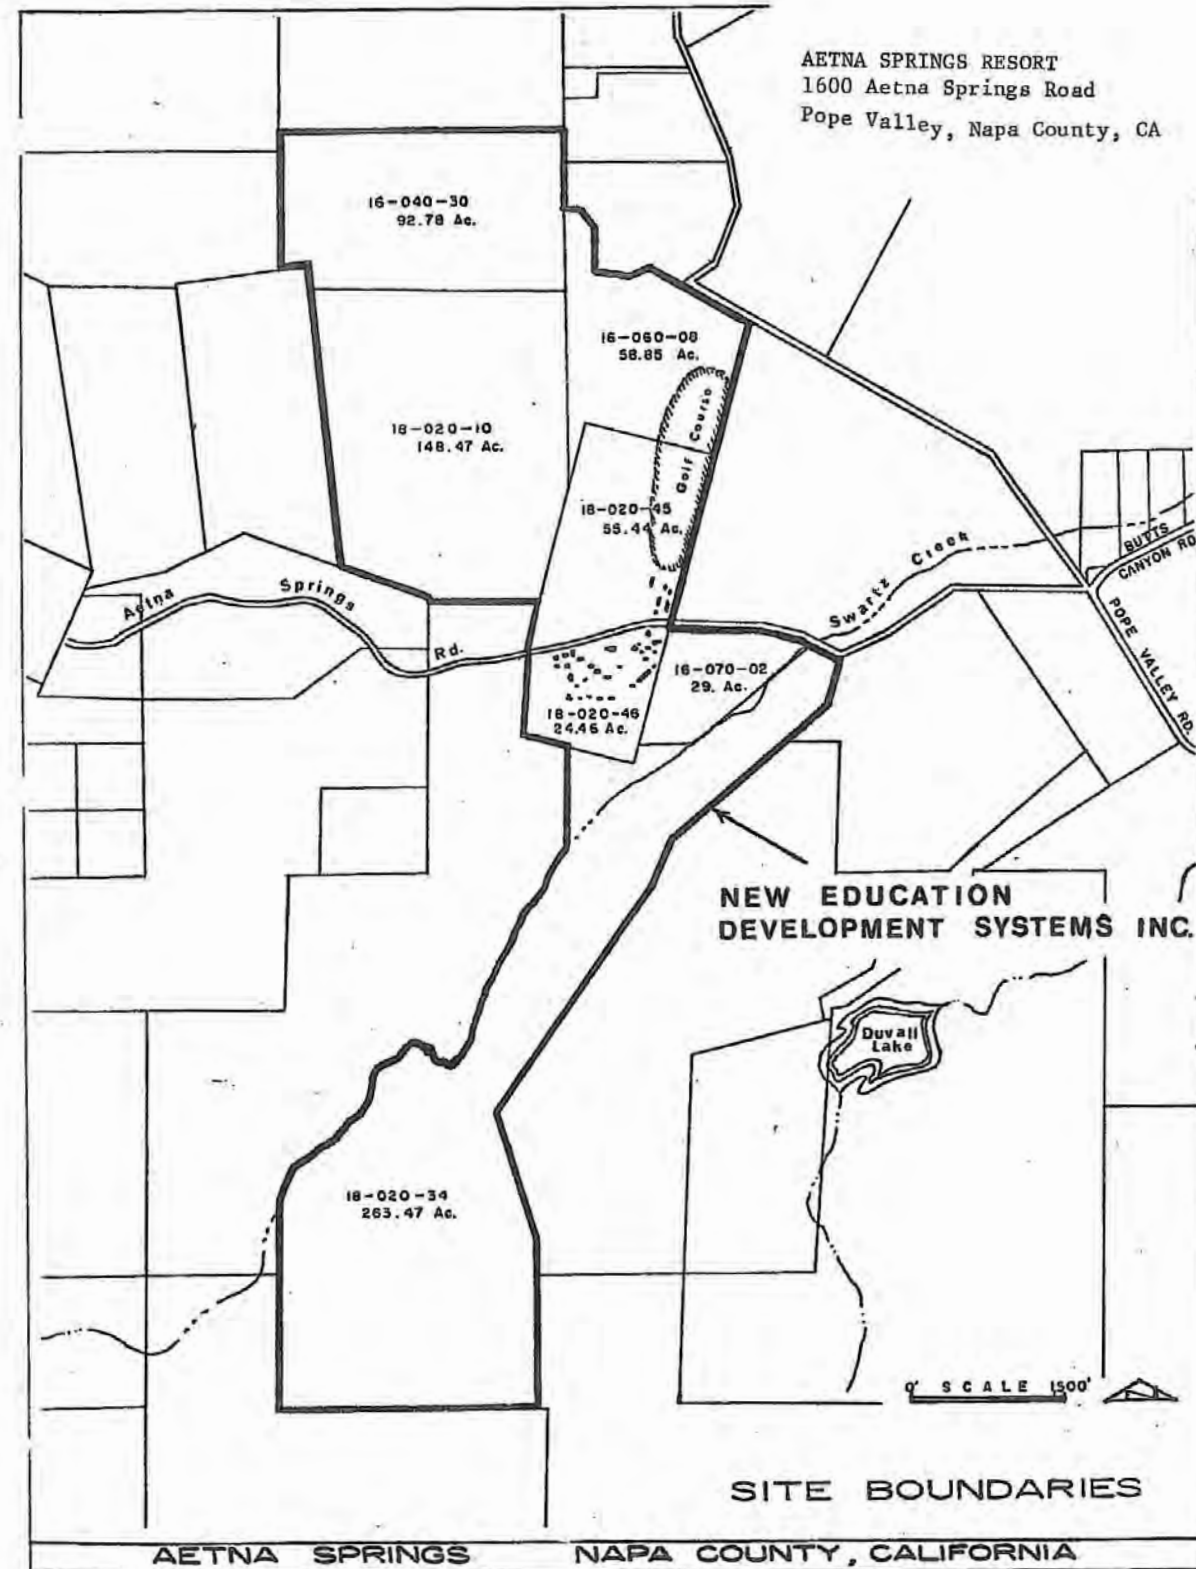 AETNA SPRINGS RESORT
1600 Aetna Springs Road
Pope Valley, Napa County, CA
16-040-30
92.78 Ac.
16-060-08
58.85 Ac.
18-020-10
148.47 Ac.
Golf Course
18-020-45
55.44 Ac.
Swartz Creek
BUTTS
CANYON RD
POPE VALLEY RD.
Aetna Springs Rd.
16-070-02
29. Ac.
18-020-46
24.46 Ac.
NEW EDUCATION
DEVELOPMENT SYSTEMS INC.
Duvall
Lake
18-020-34
263.47 Ac.
0' SCALE 1500'
SITE BOUNDARIES
AETNA SPRINGS NAPA COUNTY, CALIFORNIA